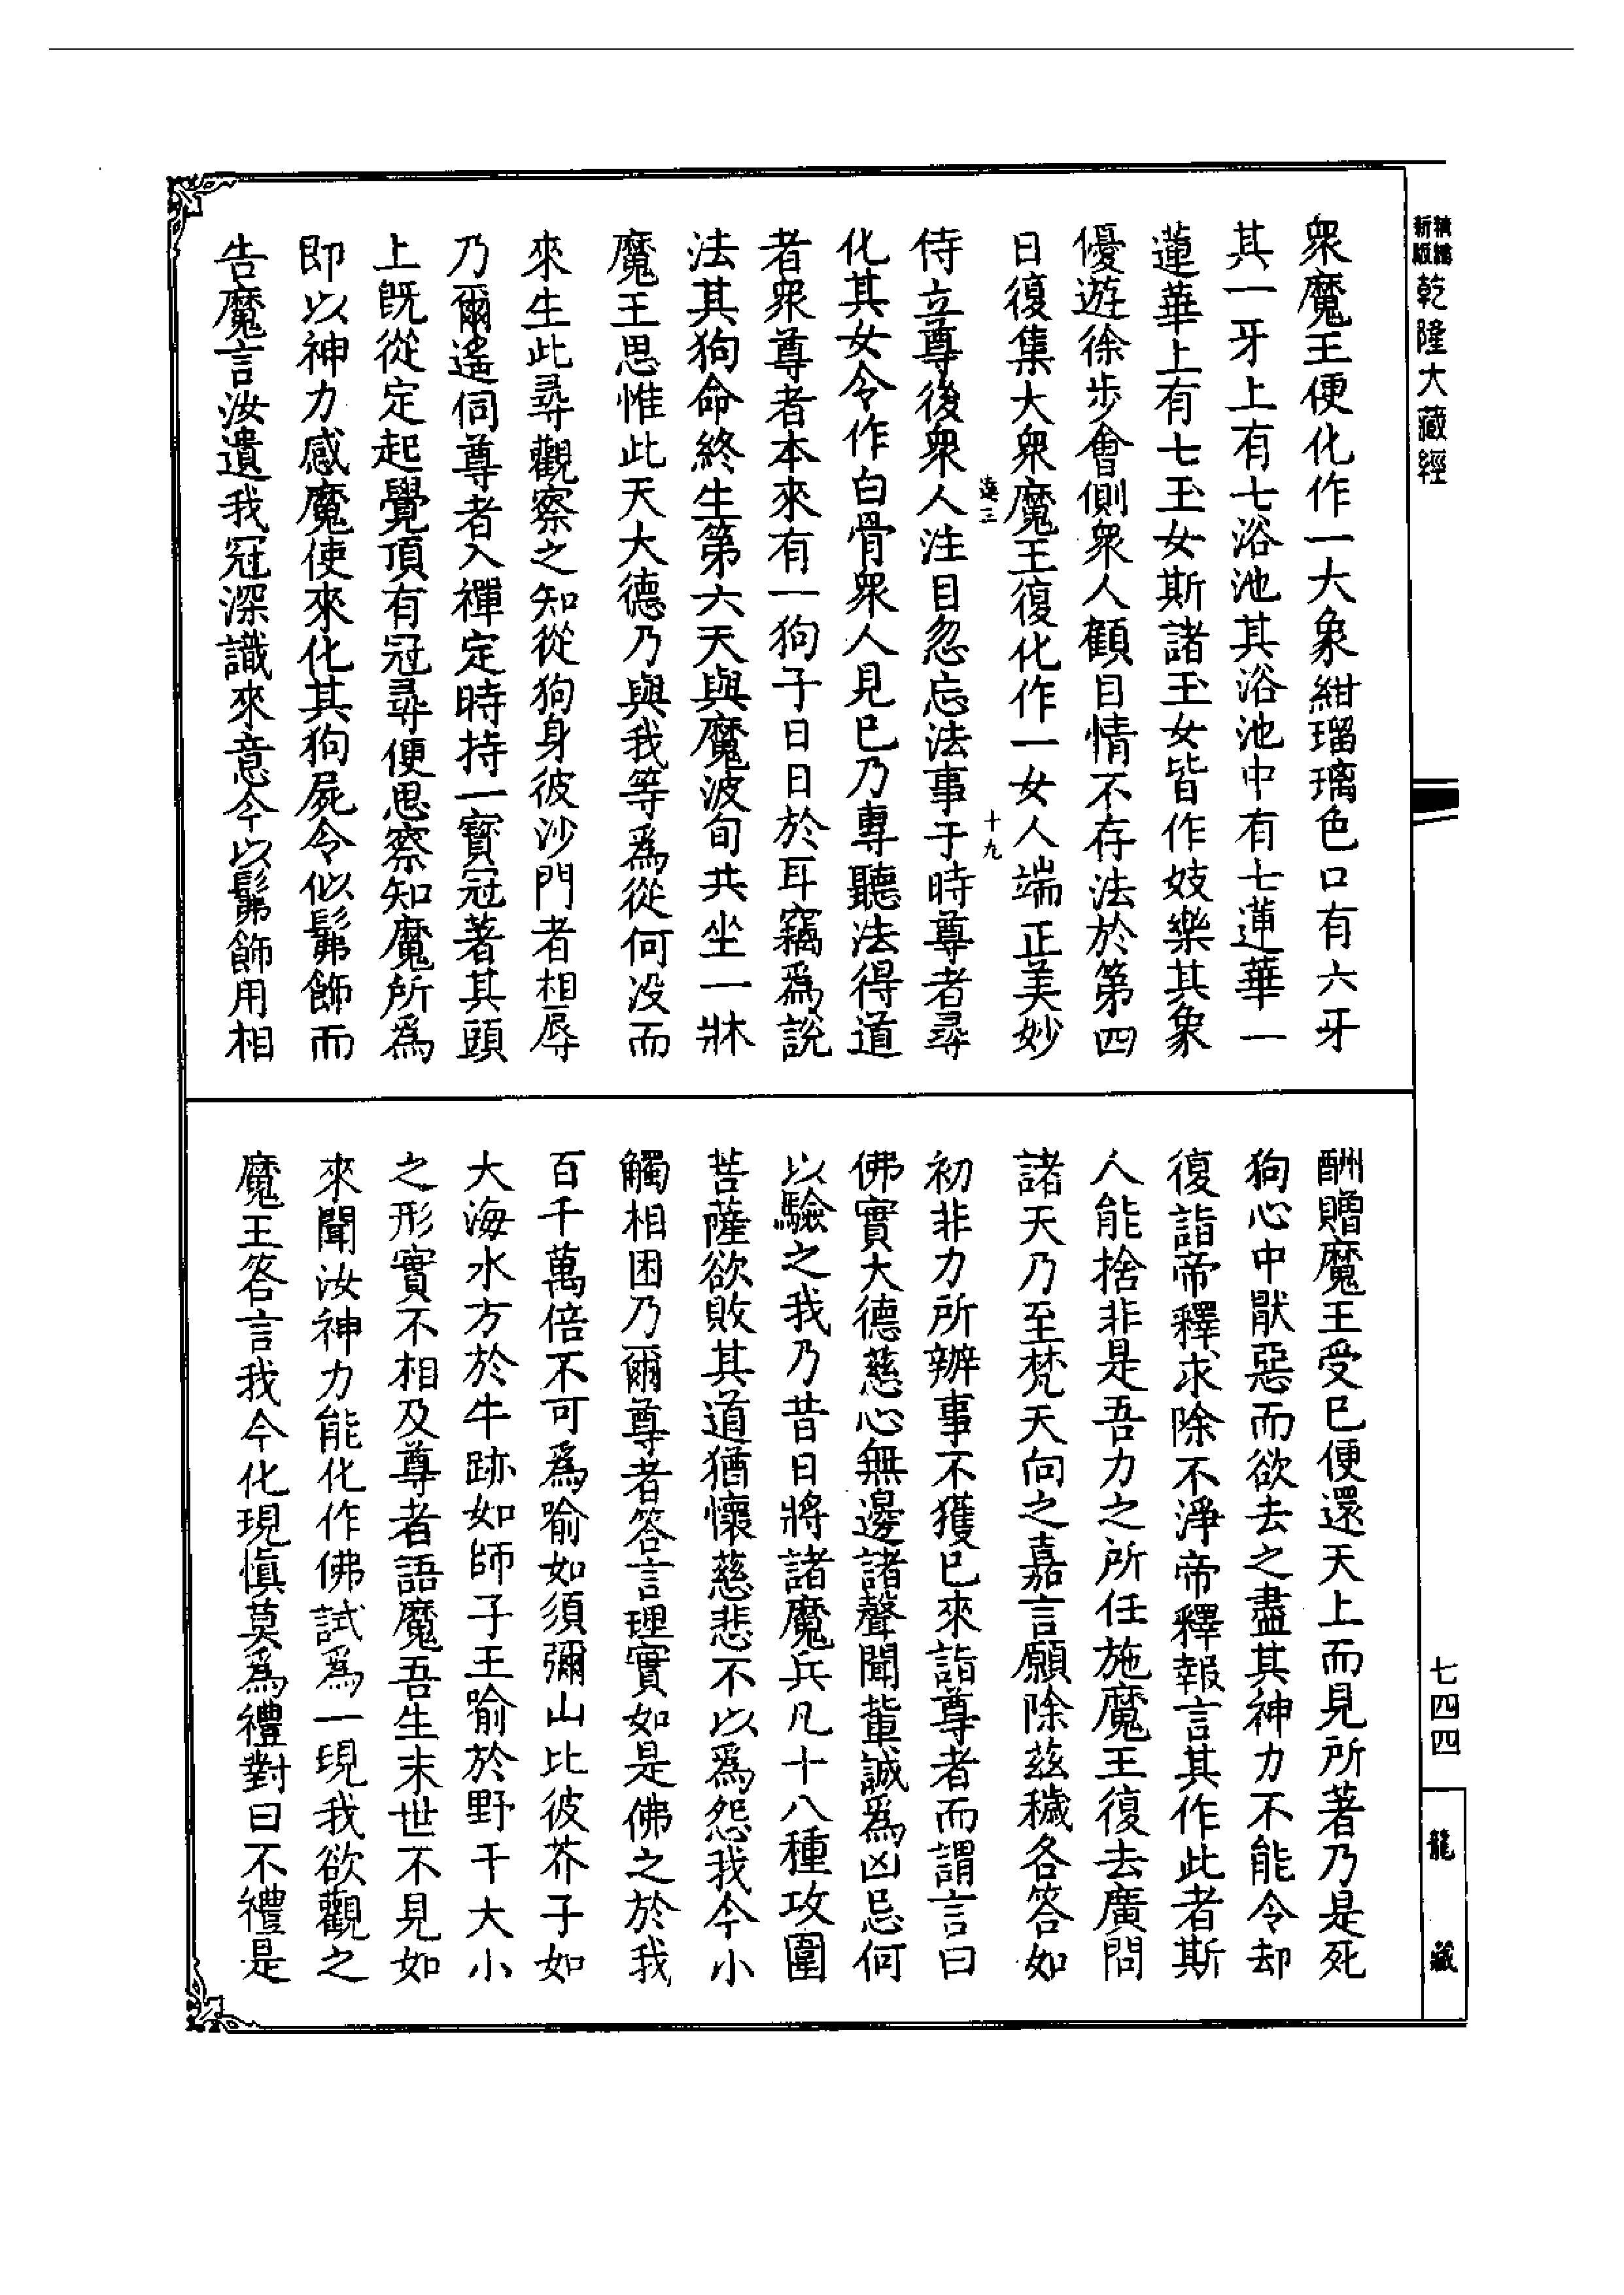 新版
精縮
乾隆大藏經
衆魔王便化作一大象紺瑠璃色口有六牙
其一牙上有七浴池其浴池中有七蓮華一
蓮華上有七玉女斯諸玉女皆作妓樂其象
優遊徐步會側衆人顧目情不存法於第四
日復集大衆魔王復化作一女人端正美妙
十九
侍立尊後衆人注目忽忘法事于時尊者尋
化其女令作白骨衆人見已乃專聽法得道
者衆尊者本來有一狗子日日於耳竊爲説
法其狗命終生第六天與魔波旬共坐一牀
魔王思惟此天大德乃與我等爲從何没而
來生此尋觀察之知從狗身彼沙門者相辱
乃爾遙伺尊者入禪定時持一寶冠著其頭
上既從定起覺頂有冠尋便思察知魔所爲
即以神力感魔使來化其狗屍令似髴飾而
告魔言汝遺我冠深識來意今以髴飾用相
酬贈魔王受已便還天上而見所著乃是死
狗心中猒惡而欲去之盡其神力不能令却
復詣帝釋求除不淨帝釋報言其作此者斯
人能捨非是吾力之所任施魔王復去廣問
諸天乃至梵天向之嘉言願除茲穢各答如
初非力所辦事不獲已來詣尊者而謂言曰
佛實大德慈心無邊諸聲聞輩誠爲凶忌何
以驗之我乃昔日將諸魔兵凡十八種攻圍
菩薩欲敗其道猶懷慈悲不以爲怨我今小
觸相困乃爾尊者答言理實如是佛之於我
百千萬倍不可爲喻如須彌山比彼芥子如
大海水方於牛跡如師子王喻於野干大小
之形實不相及尊者語魔吾生末世不見如
來聞汝神力能化作佛試爲一現我欲觀之
魔王答言我今化現慎莫爲禮對曰不禮是
七四四
龍藏